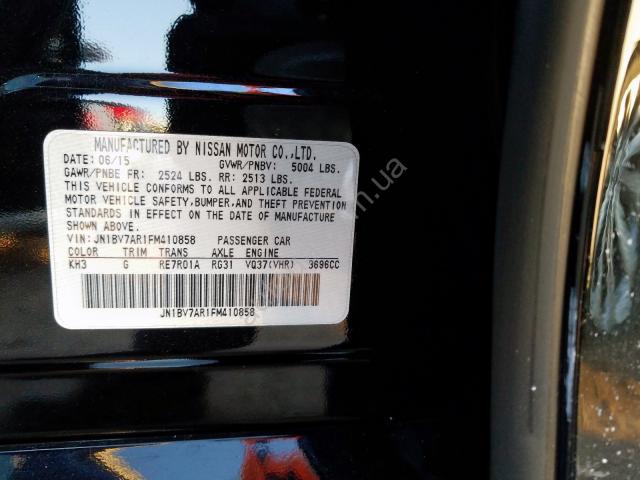 MANUFACTURED BY NISSAN MOTOR CO.,LTD.
DATE: 06/15 GVWR/PNBV: 5004 LBS.
GAWR/PNBE FR: 2524 LBS. RR: 2513 LBS.
THIS VEHICLE CONFORMS TO ALL APPLICABLE FEDERAL
MOTOR VEHICLE SAFETY,BUMPER,AND THEFT PREVENTION
STANDARDS IN EFFECT ON THE DATE OF MANUFACTURE
SHOWN ABOVE.
VIN: JN1BV7AR1FM410858 PASSENGER CAR
COLOR TRIM TRANS AXLE ENGINE
KH3 G RE7R01A RG31 VQ37(VHR) 3696CC
JN1BV7AR1FM410858